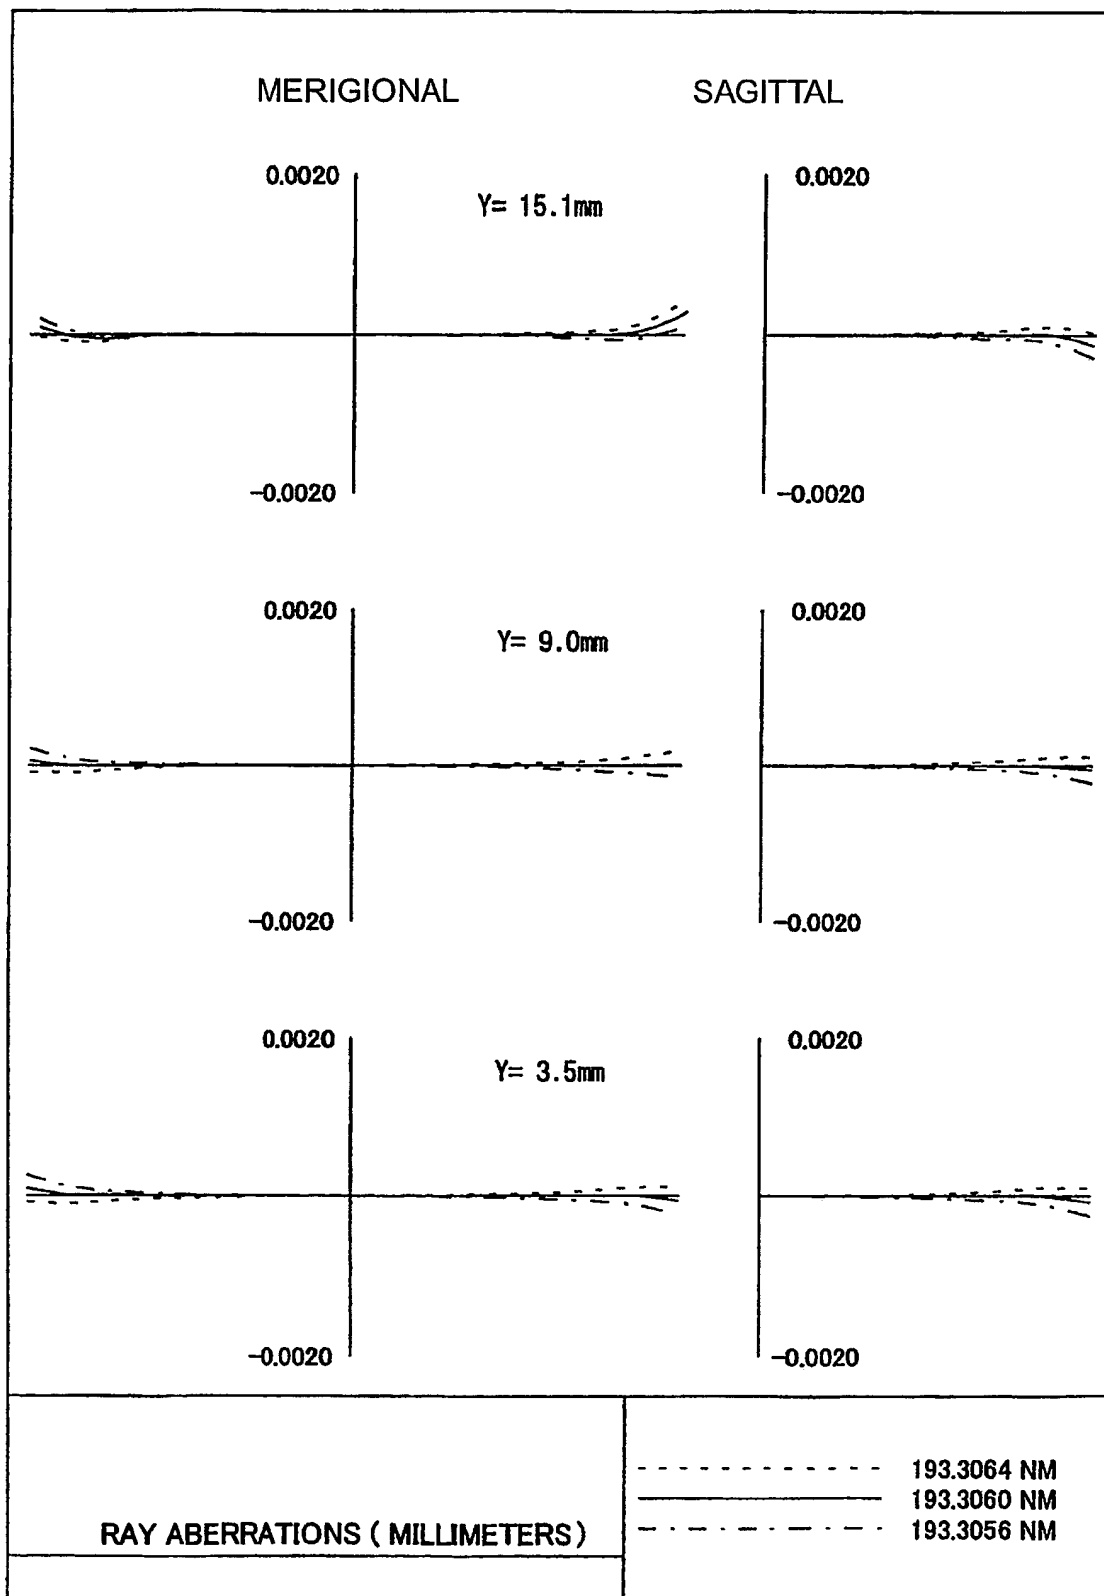 MERIGIONAL SAGITTAL
0.0020 0.0020
Y= 15.1mm
-0.0020 -0.0020
0.0020 0.0020
Y= 9.0mm
-0.0020 -0.0020
0.0020 0.0020
Y= 3.5mm
-0.0020 -0.0020
193.3064 NM
193.3060 NM
193.3056 NM
RAY ABERRATIONS ( MILLIMETERS )